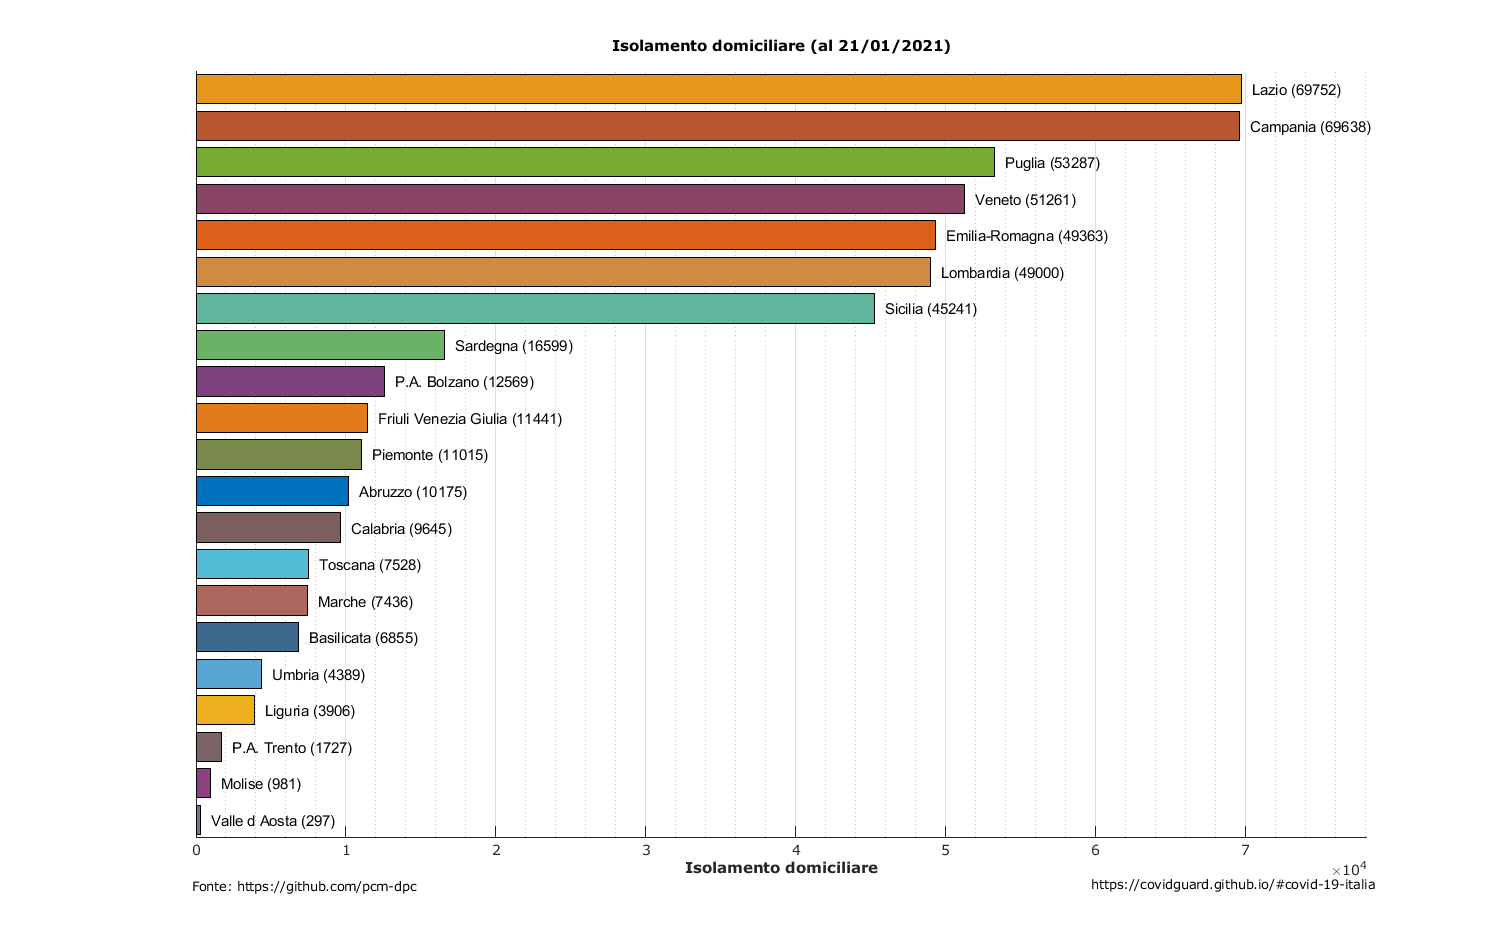 Isolamento domiciliare (al 21/01/2021)
Lazio (69752)
Campania (69638)
Puglia (53287)
Veneto (51261)
Emilia-Romagna (49363)
Lombardia (49000)
Sicilia (45241)
Sardegna (16599)
P.A. Bolzano (12569)
Friuli Venezia Giulia (11441)
Piemonte (11015)
Abruzzo (10175)
Calabria (9645)
Toscana (7528)
Marche (7436)
Basilicata (6855)
Umbria (4389)
Liguria (3906)
P.A. Trento (1727)
Molise (981)
Valle d Aosta (297)
0 1 2 3 4 5 6 7
×10⁴
Isolamento domiciliare
Fonte: https://github.com/pcm-dpc
https://covidguard.github.io/#covid-19-italia